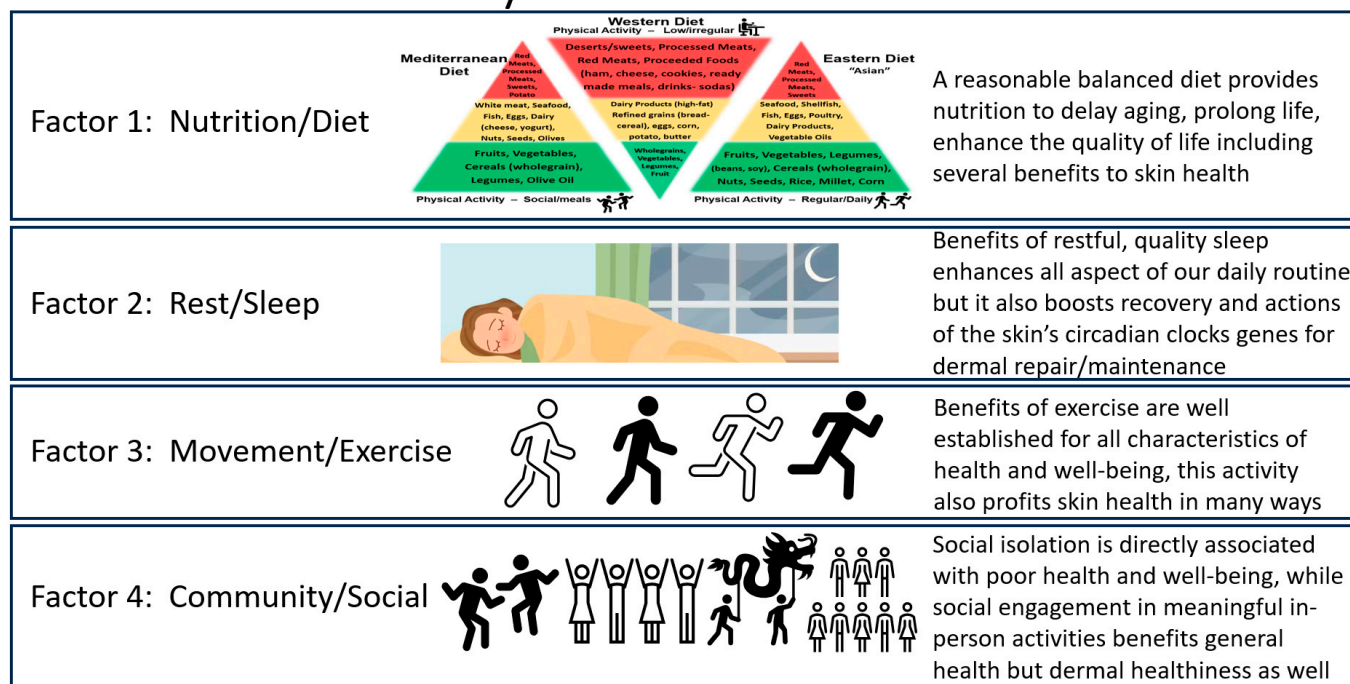 Factor 1: Nutrition/Diet
Mediterranean
Diet
Red
Meats,
Processed
Meats,
Sweets,
Potato
White meat, Seafood,
Fish, Eggs, Dairy
(cheese, yogurt),
Nuts, Seeds, Olives
Fruits, Vegetables,
Cereals (wholegrain),
Legumes, Olive Oil
Physical Activity – Social/meals
Western Diet
Physical Activity – Low/irregular
Deserts/sweets, Processed Meats,
Red Meats, Proceeded Foods
(ham, cheese, cookies, ready
made meals, drinks- sodas)
Dairy Products (high-fat)
Refined grains (bread-
cereal), eggs, corn,
potato, butter
Wholegrains,
Vegetables,
Legumes,
Fruit
Eastern Diet
"Asian"
Red
Meats,
Processed
Meats,
Sweets
Seafood, Shellfish,
Fish, Eggs, Poultry,
Dairy Products,
Vegetable Oils
Fruits, Vegetables, Legumes,
(beans, soy), Cereals (wholegrain),
Nuts, Seeds, Rice, Millet, Corn
Physical Activity – Regular/Daily
A reasonable balanced diet provides
nutrition to delay aging, prolong life,
enhance the quality of life including
several benefits to skin health
Factor 2: Rest/Sleep
Benefits of restful, quality sleep
enhances all aspect of our daily routine
but it also boosts recovery and actions
of the skin's circadian clocks genes for
dermal repair/maintenance
Factor 3: Movement/Exercise
Benefits of exercise are well
established for all characteristics of
health and well-being, this activity
also profits skin health in many ways
Factor 4: Community/Social
Social isolation is directly associated
with poor health and well-being, while
social engagement in meaningful in-
person activities benefits general
health but dermal healthiness as well